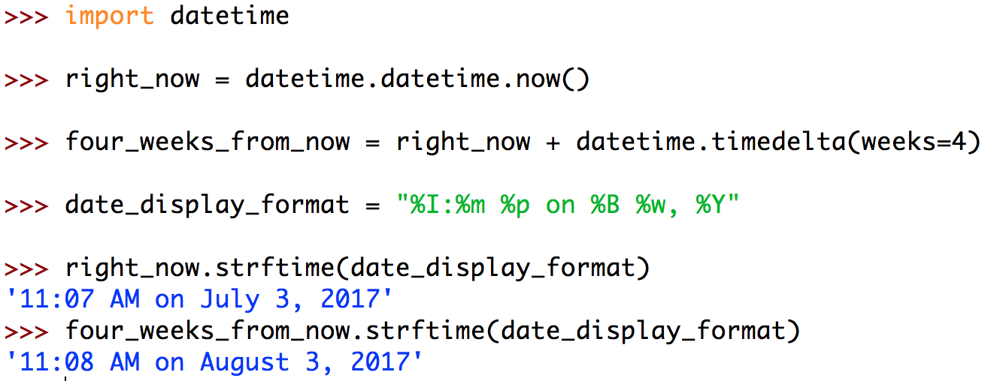 >>> import datetime
>>> right_now = datetime.datetime.now()
>>> four_weeks_from_now = right_now + datetime.timedelta(weeks=4)
>>> date_display_format = "%I:%m %p on %B %w, %Y"
>>> right_now.strftime(date_display_format)
'11:07 AM on July 3, 2017'
>>> four_weeks_from_now.strftime(date_display_format)
'11:08 AM on August 3, 2017'